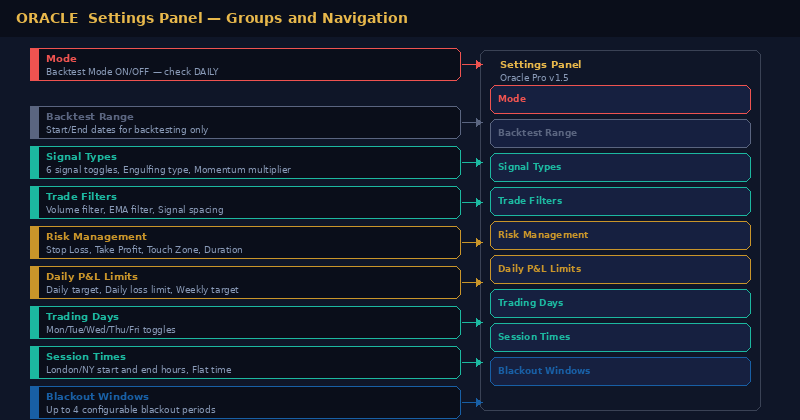 ORACLE Settings Panel — Groups and Navigation
Mode
Backtest Mode ON/OFF — check DAILY
Backtest Range
Start/End dates for backtesting only
Signal Types
6 signal toggles, Engulfing type, Momentum multiplier
Trade Filters
Volume filter, EMA filter, Signal spacing
Risk Management
Stop Loss, Take Profit, Touch Zone, Duration
Daily P&L Limits
Daily target, Daily loss limit, Weekly target
Trading Days
Mon/Tue/Wed/Thu/Fri toggles
Session Times
London/NY start and end hours, Flat time
Blackout Windows
Up to 4 configurable blackout periods
Settings Panel
Oracle Pro v1.5
Mode
Backtest Range
Signal Types
Trade Filters
Risk Management
Daily P&L Limits
Trading Days
Session Times
Blackout Windows